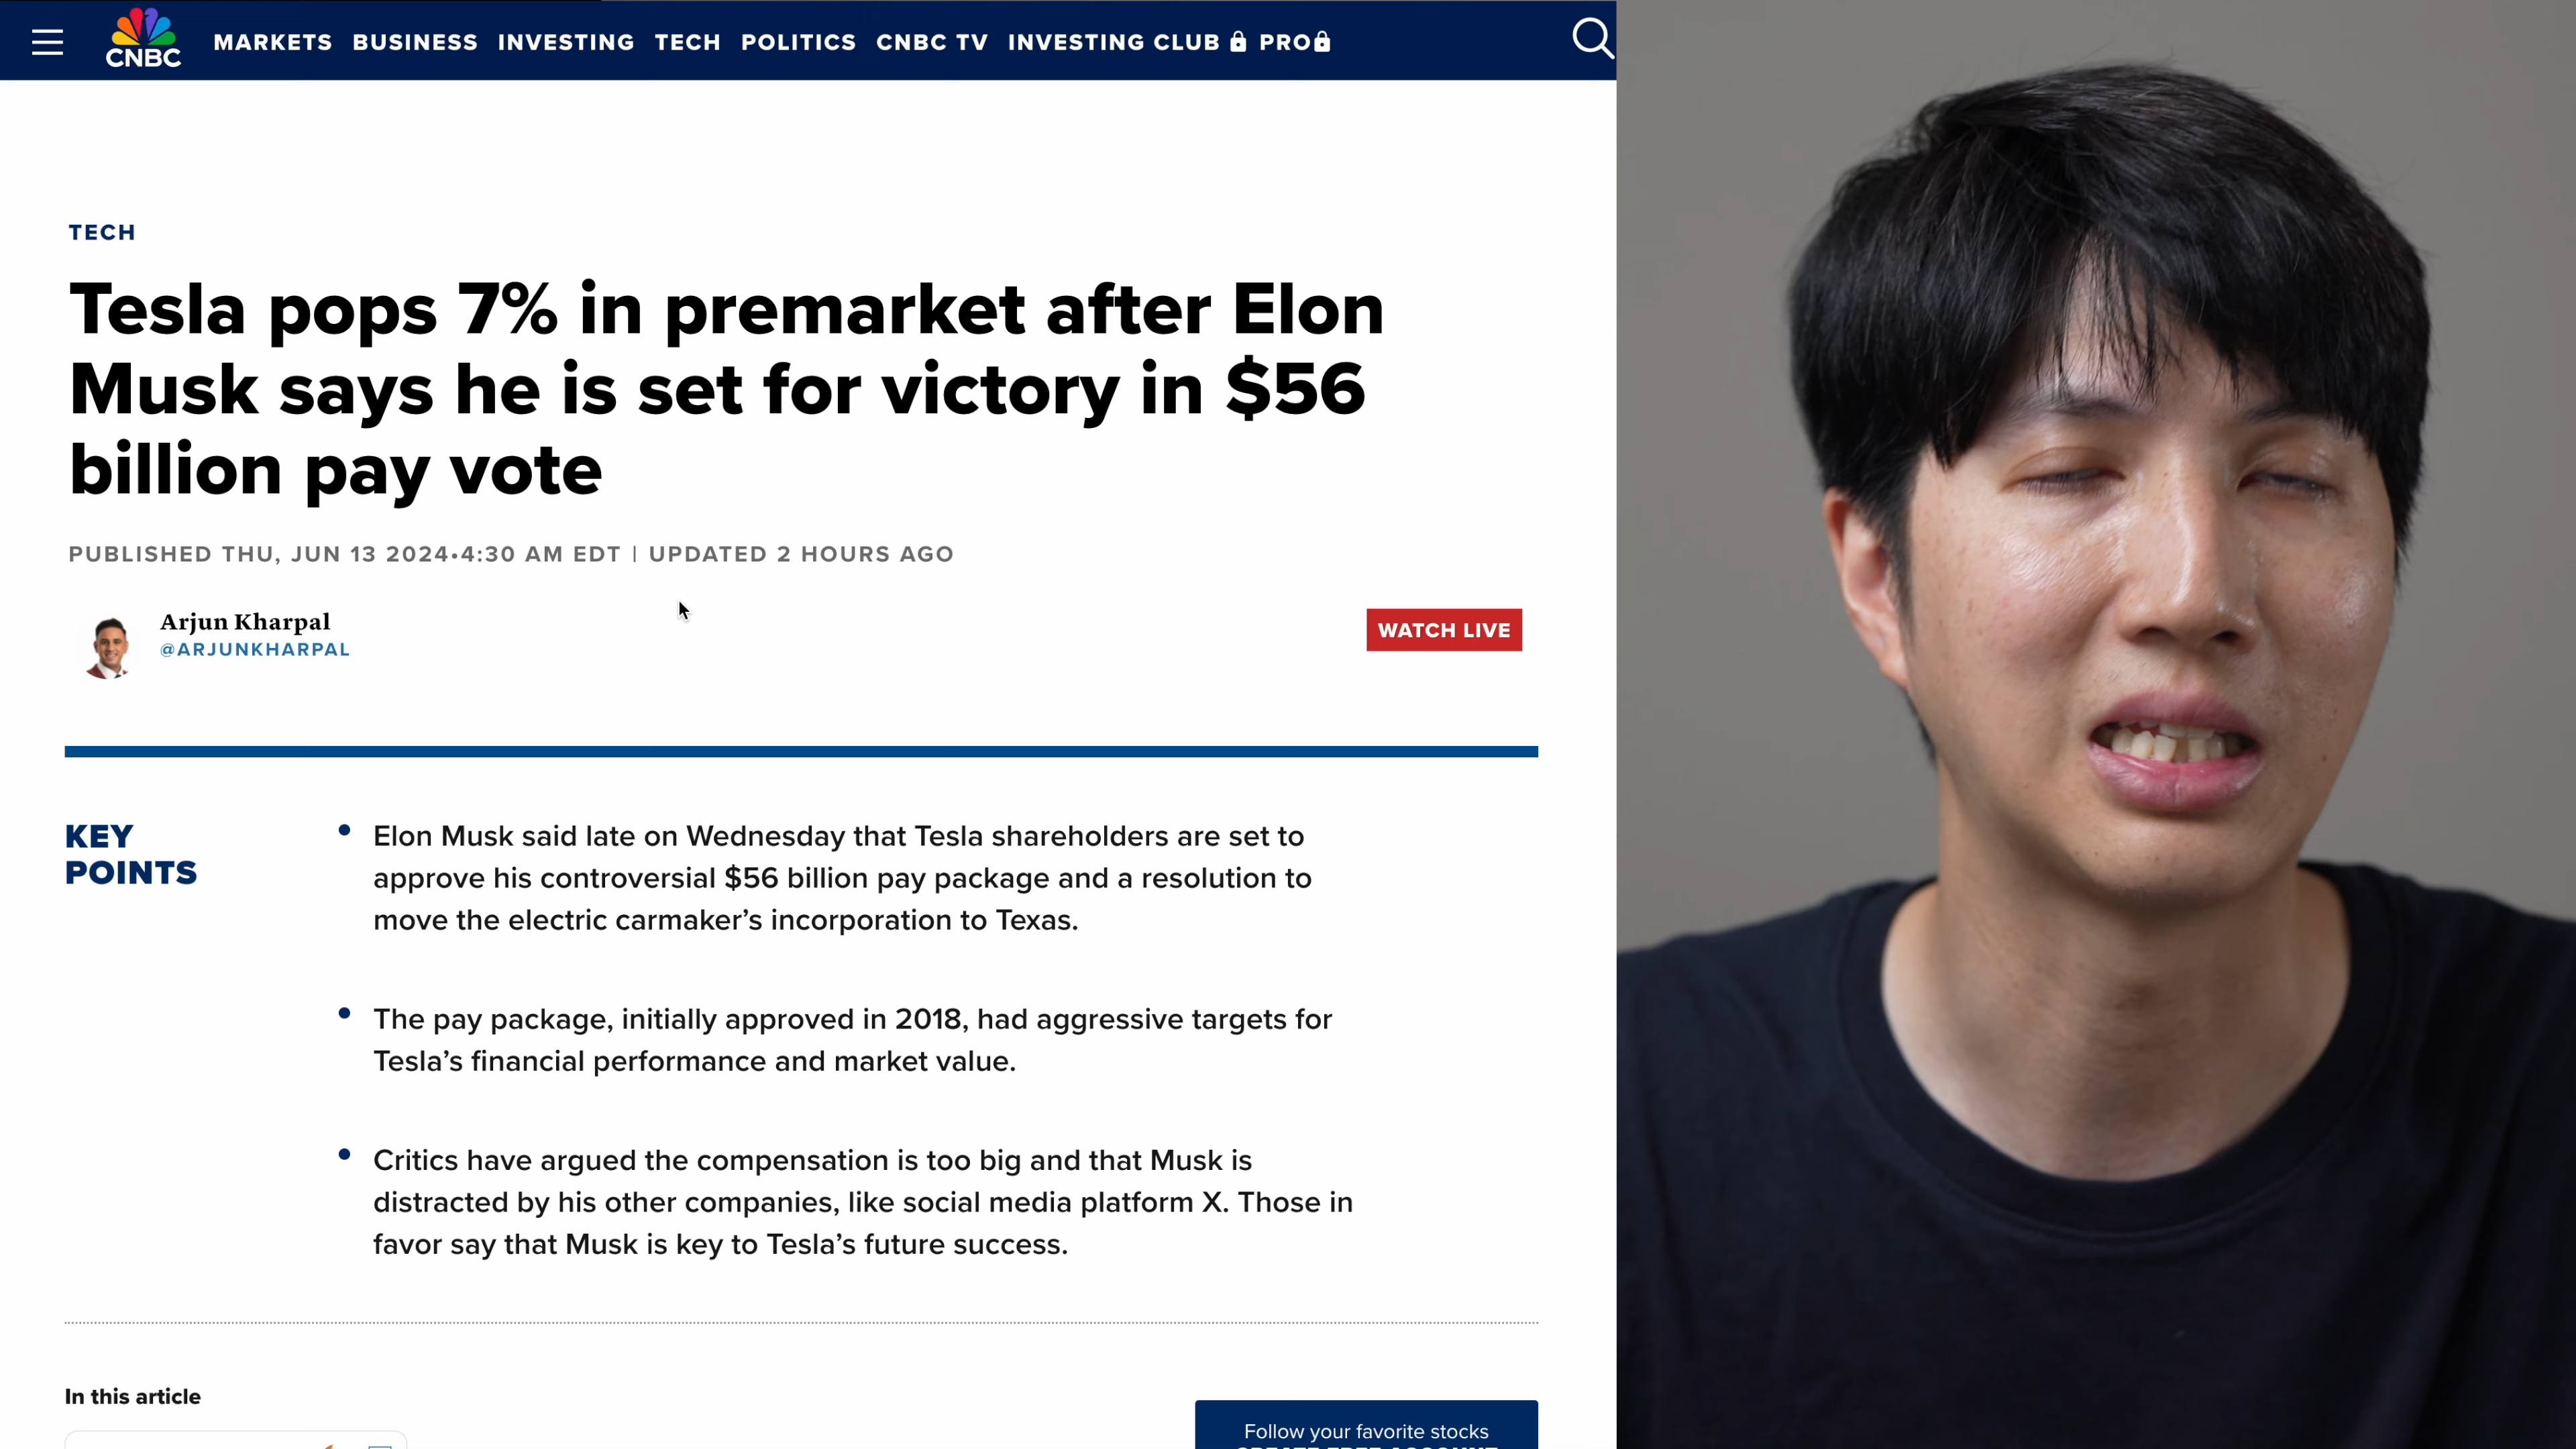 MARKETS BUSINESS INVESTING TECH POLITICS CNBC TV INVESTING CLUB PRO
CNBC
TECH
Tesla pops 7% in premarket after Elon
Musk says he is set for victory in $56
billion pay vote
PUBLISHED THU, JUN 13 2024•4:30 AM EDT | UPDATED 2 HOURS AGO
Arjun Kharpal
@ARJUNKHARPAL
WATCH LIVE
KEY
POINTS
• Elon Musk said late on Wednesday that Tesla shareholders are set to
approve his controversial $56 billion pay package and a resolution to
move the electric carmaker’s incorporation to Texas.
• The pay package, initially approved in 2018, had aggressive targets for
Tesla’s financial performance and market value.
• Critics have argued the compensation is too big and that Musk is
distracted by his other companies, like social media platform X. Those in
favor say that Musk is key to Tesla’s future success.
In this article
Follow your favorite stocks
CREATE FREE ACCOUNT